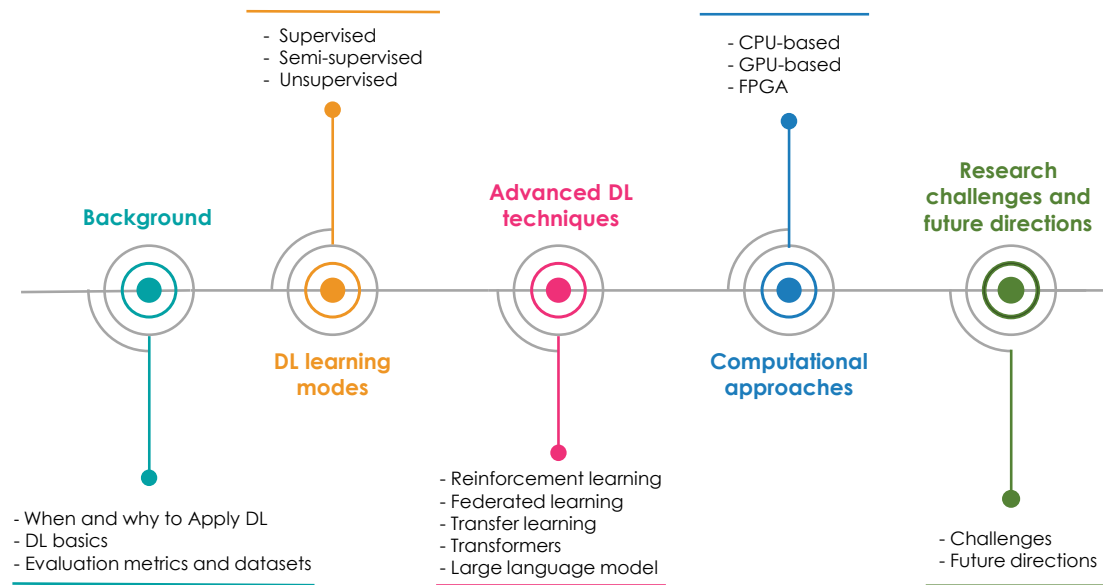 Background
- When and why to Apply DL
- DL basics
- Evaluation metrics and datasets
- Supervised
- Semi-supervised
- Unsupervised
DL learning
modes
Advanced DL
techniques
- Reinforcement learning
- Federated learning
- Transfer learning
- Transformers
- Large language model
- CPU-based
- GPU-based
- FPGA
Computational
approaches
Research
challenges and
future directions
- Challenges
- Future directions